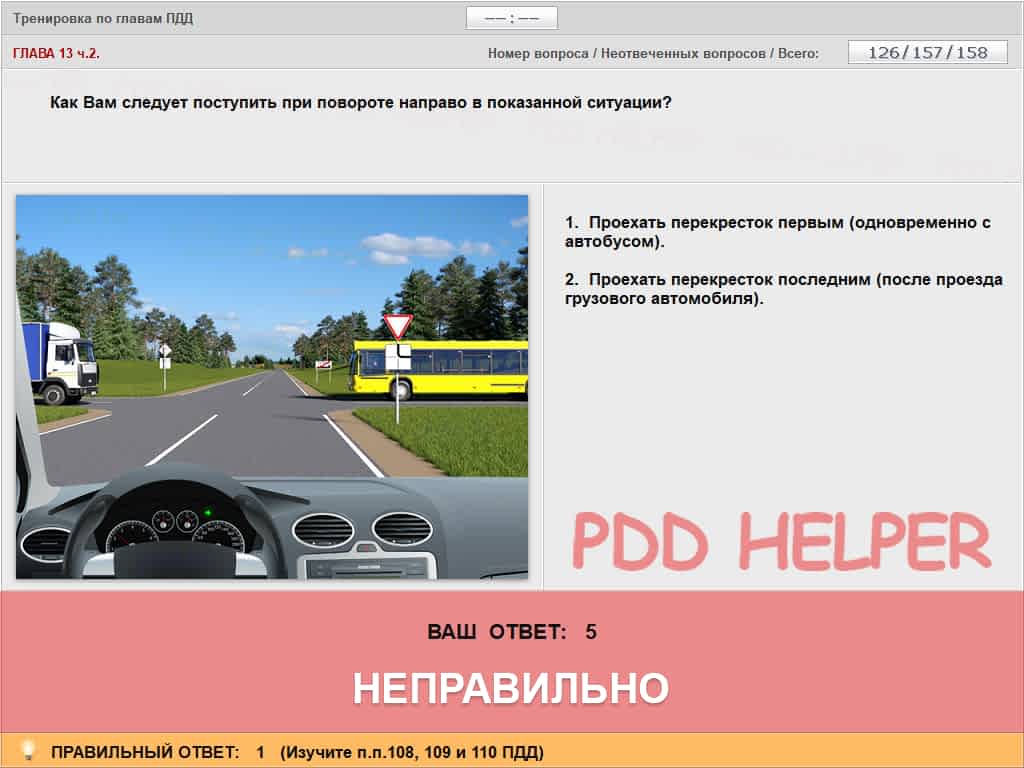 Тренировка по главам ПДД
—— : ——
ГЛАВА 13 ч.2.
Номер вопроса / Неотвеченных вопросов / Всего:
126/157/158
Как Вам следует поступить при повороте направо в показанной ситуации?
1. Проехать перекресток первым (одновременно с
автобусом).
2. Проехать перекресток последним (после проезда
грузового автомобиля).
PDD HELPER
ВАШ ОТВЕТ: 5
НЕПРАВИЛЬНО
ПРАВИЛЬНЫЙ ОТВЕТ: 1 (Изучите п.п.108, 109 и 110 ПДД)